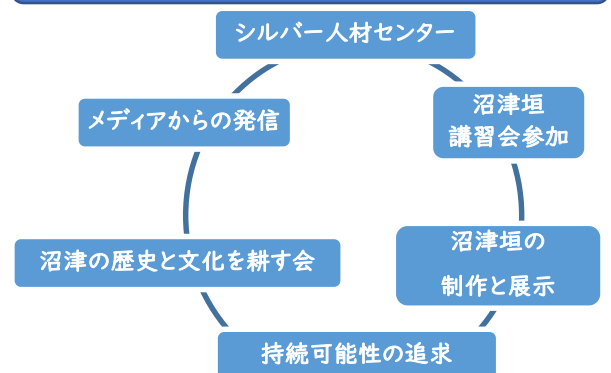 シルバー人材センター
メディアからの発信
沼津垣
講習会参加
沼津の歴史と文化を耕す会
沼津垣の
制作と展示
持続可能性の追求